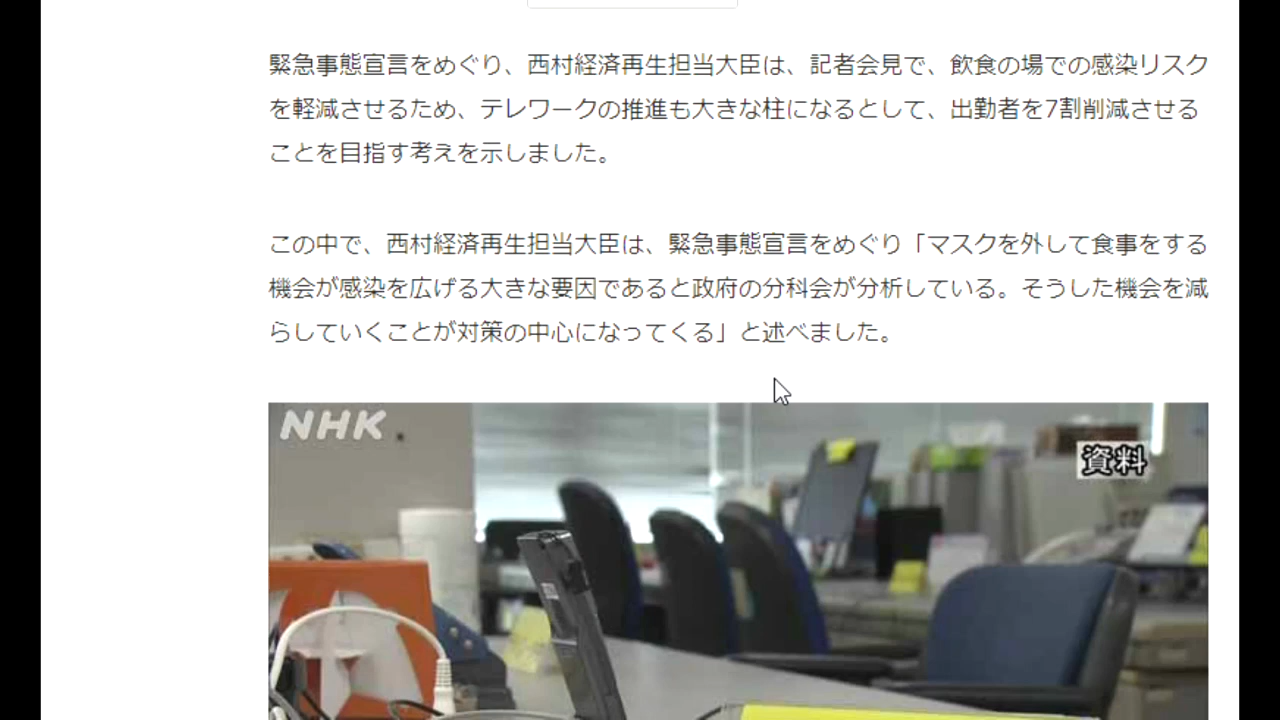 緊急事態宣言をめぐり、西村経済再生担当大臣は、記者会見で、飲食の場での感染リスク
を軽減させるため、テレワークの推進も大きな柱になるとして、出勤者を7割削減させる
ことを目指す考えを示しました。
この中で、西村経済再生担当大臣は、緊急事態宣言をめぐり「マスクを外して食事をする
機会が感染を広げる大きな要因であると政府の分科会が分析している。そうした機会を減
らしていくことが対策の中心になってくる」と述べました。
NHK
資料